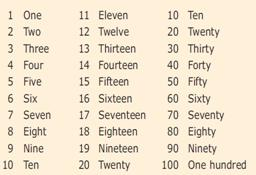 1 One 11 Eleven 10 Ten
2 Two 12 Twelve 20 Twenty
3 Three 13 Thirteen 30 Thirty
4 Four 14 Fourteen 40 Forty
5 Five 15 Fifteen 50 Fifty
6 Six 16 Sixteen 60 Sixty
7 Seven 17 Seventeen 70 Seventy
8 Eight 18 Eighteen 80 Eighty
9 Nine 19 Nineteen 90 Ninety
10 Ten 20 Twenty 100 One hundred